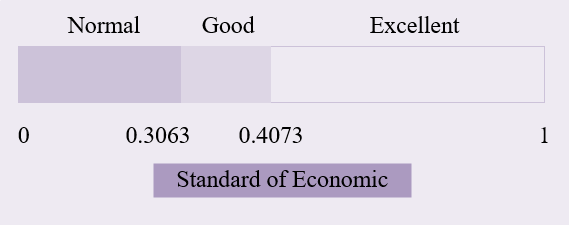 Normal Good Excellent
0 0.3063 0.4073 1
Standard of Economic